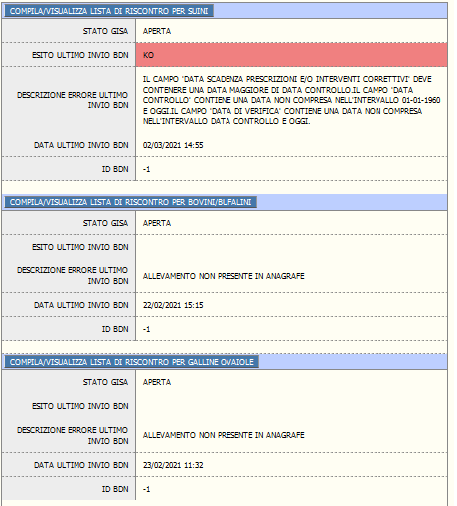 COMPILA/VISUALIZZA LISTA DI RISCONTRO PER SUINI
STATO GISA APERTA
ESITO ULTIMO INVIO BDN KO
DESCRIZIONE ERRORE ULTIMO
INVIO BDN
IL CAMPO 'DATA SCADENZA PRESCRIZIONI E/O INTERVENTI CORRETTIVI' DEVE
CONTENERE UNA DATA MAGGIORE DI DATA CONTROLLO.IL CAMPO 'DATA
CONTROLLO' CONTIENE UNA DATA NON COMPRESA NELL'INTERVALLO 01-01-1960
E OGGI.IL CAMPO 'DATA DI VERIFICA' CONTIENE UNA DATA NON COMPRESA
NELL'INTERVALLO DATA CONTROLLO E OGGI.
DATA ULTIMO INVIO BDN 02/03/2021 14:55
ID BDN -1
COMPILA/VISUALIZZA LISTA DI RISCONTRO PER BOVINI/BUFALINI
STATO GISA APERTA
ESITO ULTIMO INVIO BDN
DESCRIZIONE ERRORE ULTIMO
INVIO BDN
ALLEVAMENTO NON PRESENTE IN ANAGRAFE
DATA ULTIMO INVIO BDN 22/02/2021 15:15
ID BDN -1
COMPILA/VISUALIZZA LISTA DI RISCONTRO PER GALLINE OVAIOLE
STATO GISA APERTA
ESITO ULTIMO INVIO BDN
DESCRIZIONE ERRORE ULTIMO
INVIO BDN
ALLEVAMENTO NON PRESENTE IN ANAGRAFE
DATA ULTIMO INVIO BDN 23/02/2021 11:32
ID BDN -1